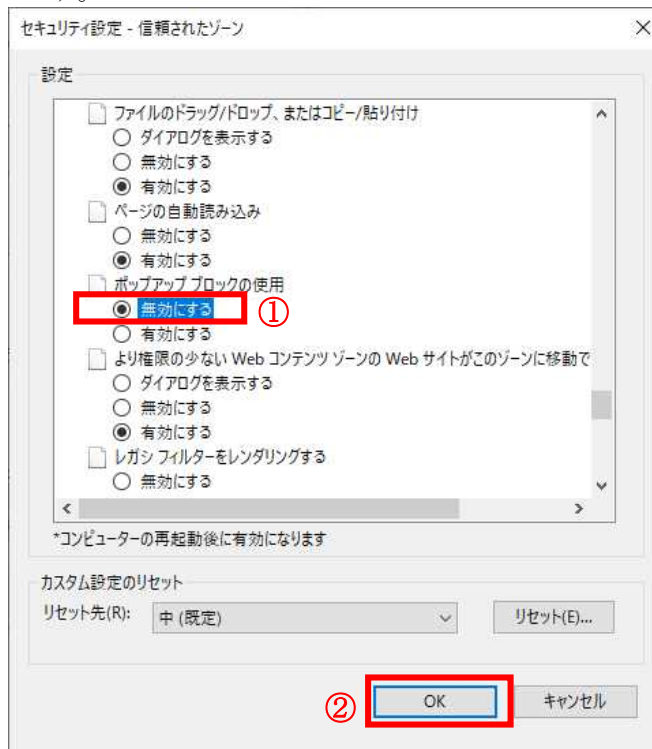 セキュリティ設定 - 信頼されたゾーン
設定
ファイルのドラッグ/ドロップ、またはコピー/貼り付け
ダイアログを表示する
無効にする
有効にする
ページの自動読み込み
無効にする
有効にする
ポップアップ ブロックの使用
無効にする ①
有効にする
より権限の少ない Web コンテンツ ゾーンの Web サイトがこのゾーンに移動で
ダイアログを表示する
無効にする
有効にする
レガシ フィルターをレンダリングする
無効にする
*コンピューターの再起動後に有効になります
カスタム設定のリセット
リセット先(R): 中 (既定) リセット(E)...
② OK キャンセル